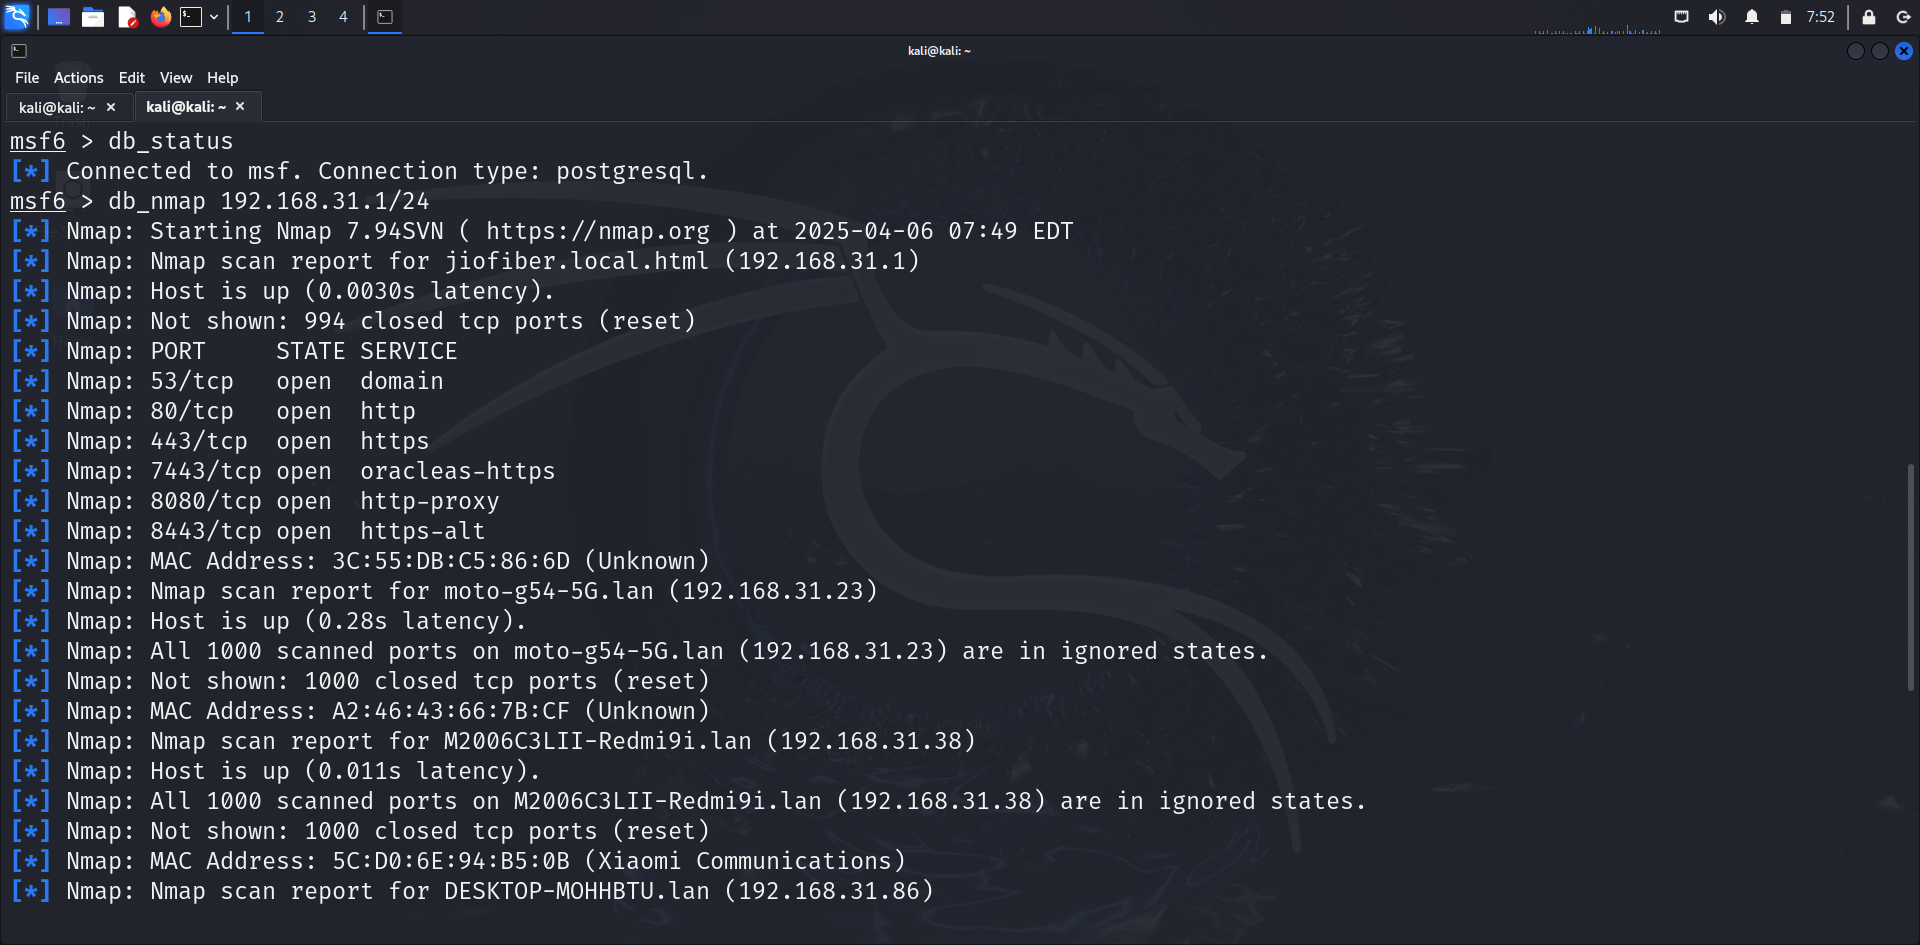 1 2 3 4 7:52
kali@kali: ~
File Actions Edit View Help
kali@kali: ~ × kali@kali: ~ ×
msf6 > db_status
[*] Connected to msf. Connection type: postgresql.
msf6 > db_nmap 192.168.31.1/24
[*] Nmap: Starting Nmap 7.94SVN ( https://nmap.org ) at 2025-04-06 07:49 EDT
[*] Nmap: Nmap scan report for jiofiber.local.html (192.168.31.1)
[*] Nmap: Host is up (0.0030s latency).
[*] Nmap: Not shown: 994 closed tcp ports (reset)
[*] Nmap: PORT     STATE SERVICE
[*] Nmap: 53/tcp   open  domain
[*] Nmap: 80/tcp   open  http
[*] Nmap: 443/tcp  open  https
[*] Nmap: 7443/tcp open  oracleas-https
[*] Nmap: 8080/tcp open  http-proxy
[*] Nmap: 8443/tcp open  https-alt
[*] Nmap: MAC Address: 3C:55:DB:C5:86:6D (Unknown)
[*] Nmap: Nmap scan report for moto-g54-5G.lan (192.168.31.23)
[*] Nmap: Host is up (0.28s latency).
[*] Nmap: All 1000 scanned ports on moto-g54-5G.lan (192.168.31.23) are in ignored states.
[*] Nmap: Not shown: 1000 closed tcp ports (reset)
[*] Nmap: MAC Address: A2:46:43:66:7B:CF (Unknown)
[*] Nmap: Nmap scan report for M2006C3LII-Redmi9i.lan (192.168.31.38)
[*] Nmap: Host is up (0.011s latency).
[*] Nmap: All 1000 scanned ports on M2006C3LII-Redmi9i.lan (192.168.31.38) are in ignored states.
[*] Nmap: Not shown: 1000 closed tcp ports (reset)
[*] Nmap: MAC Address: 5C:D0:6E:94:B5:0B (Xiaomi Communications)
[*] Nmap: Nmap scan report for DESKTOP-MOHHBTU.lan (192.168.31.86)